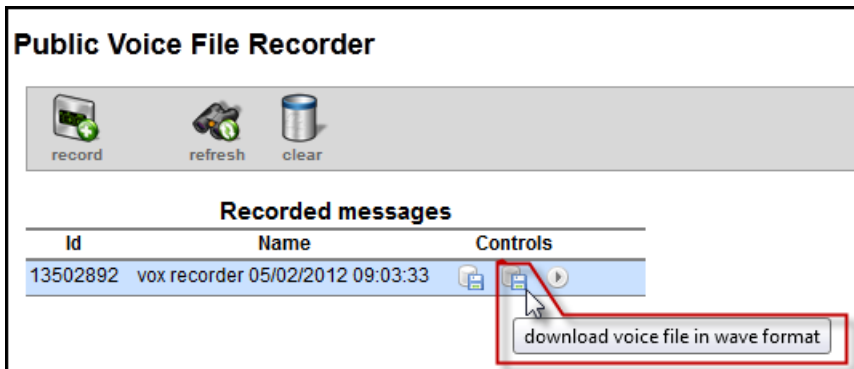 Public Voice File Recorder
record refresh clear
Recorded messages
Id Name Controls
13502892 vox recorder 05/02/2012 09:03:33
download voice file in wave format